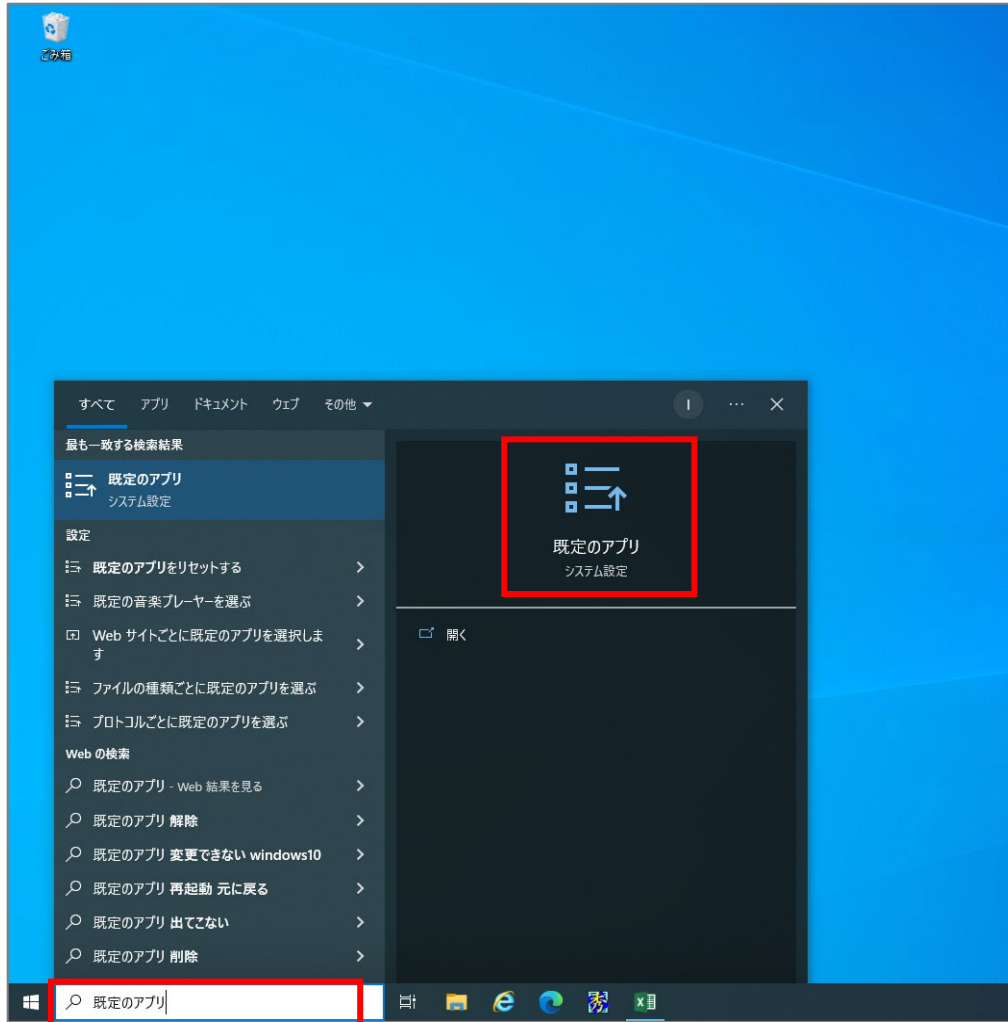 ごみ箱
すべて アプリ ドキュメント ウェブ その他 I ...
最も一致する検索結果
既定のアプリ
システム設定
設定
既定のアプリをリセットする
既定の音楽プレーヤーを選ぶ
Web サイトごとに既定のアプリを選択しま
す
ファイルの種類ごとに既定のアプリを選ぶ
プロトコルごとに既定のアプリを選ぶ
Web の検索
既定のアプリ - Web 結果を見る
既定のアプリ 解除
既定のアプリ 変更できない windows10
既定のアプリ 再起動 元に戻る
既定のアプリ 出てこない
既定のアプリ 削除
既定のアプリ
システム設定
開く
既定のアプリ
秀